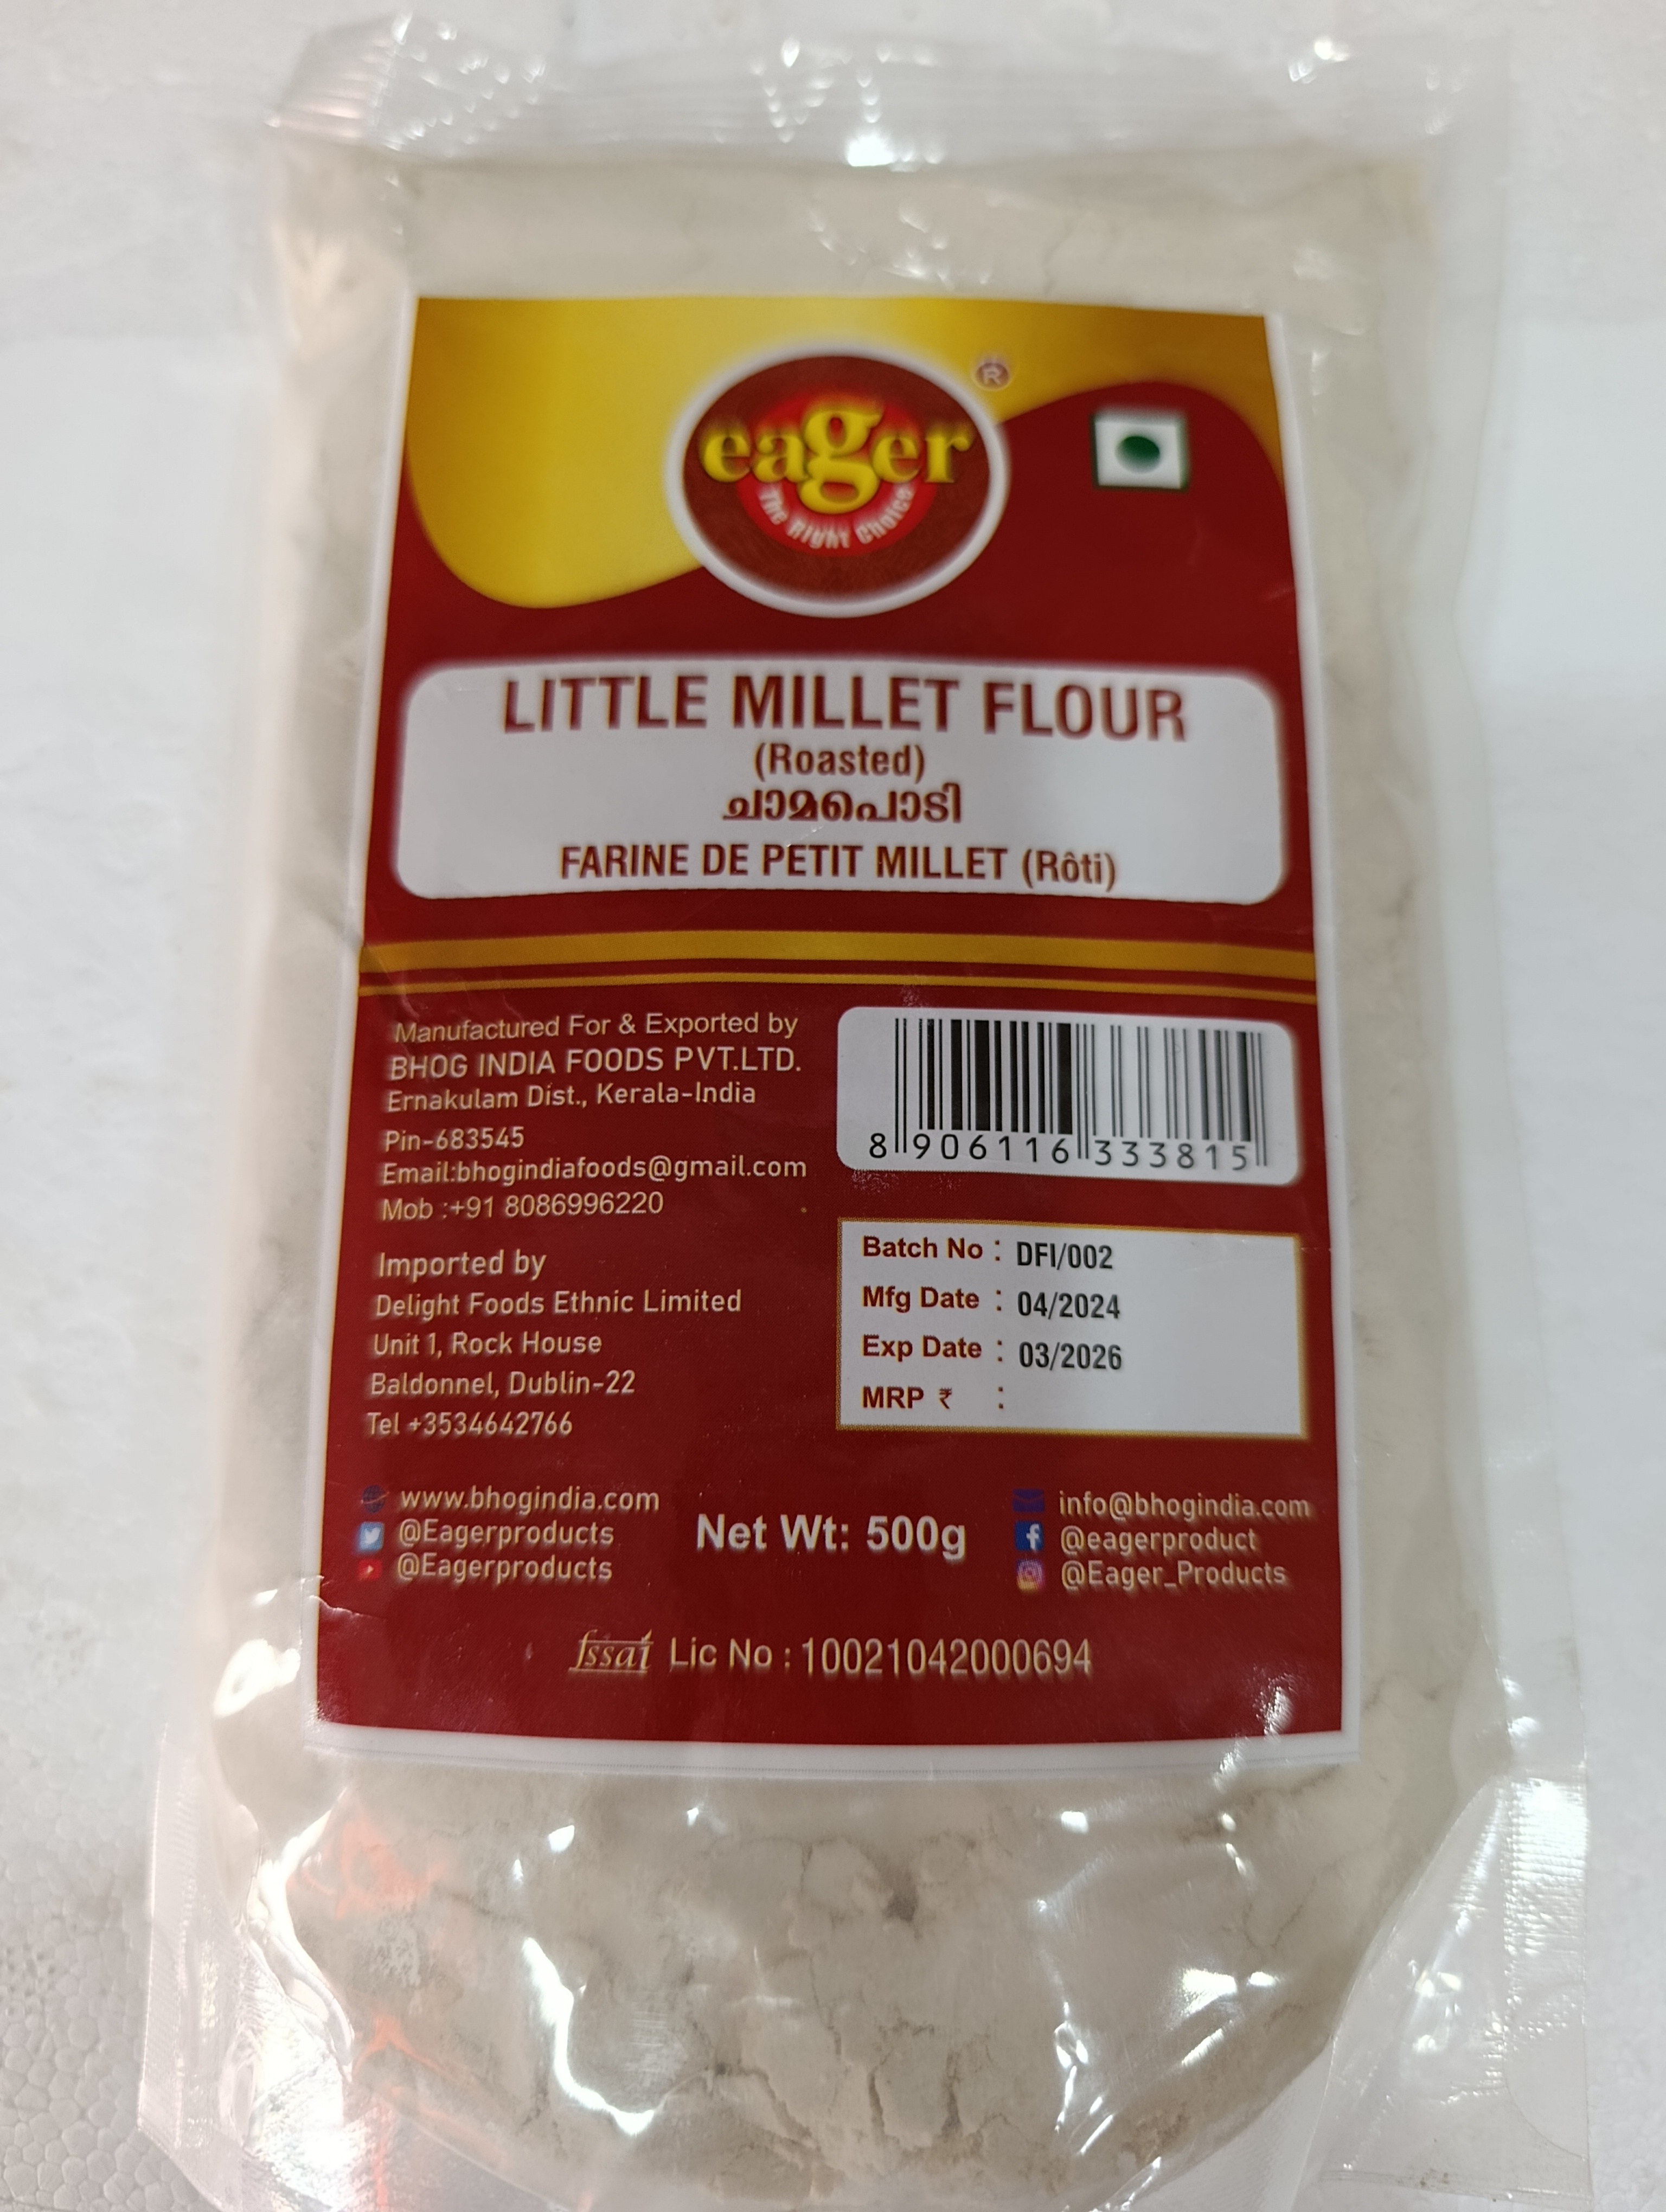 eager
®
The Right Choice
LITTLE MILLET FLOUR
(Roasted)
ചാമപൊടി
FARINE DE PETIT MILLET (Rôti)
Manufactured For & Exported by
BHOG INDIA FOODS PVT.LTD.
Ernakulam Dist., Kerala-India
Pin-683545
Email:bhogindiafoods@gmail.com
Mob :+91 8086996220
Imported by
Delight Foods Ethnic Limited
Unit 1, Rock House
Baldonnel, Dublin-22
Tel +3534642766
8 906116 333815
Batch No : DFI/002
Mfg Date : 04/2024
Exp Date : 03/2026
MRP ₹ :
www.bhogindia.com
@Eagerproducts
@Eagerproducts
Net Wt: 500g
info@bhogindia.com
@eagerproduct
@Eager_Products
fssai Lic No : 10021042000694